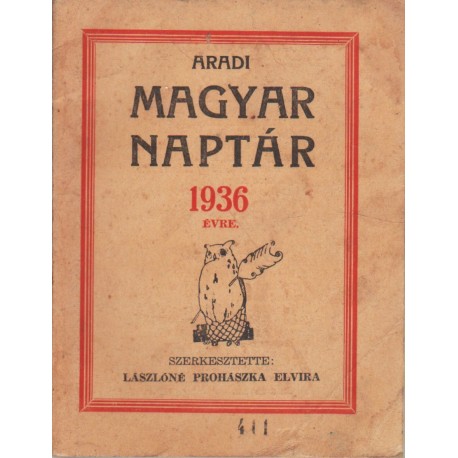 ARADI
MAGYAR
NAPTÁR
1936
ÉVRE.
SZERKESZTETTE:
LÁSZLÓNÉ PROHÁSZKA ELVIRA
411